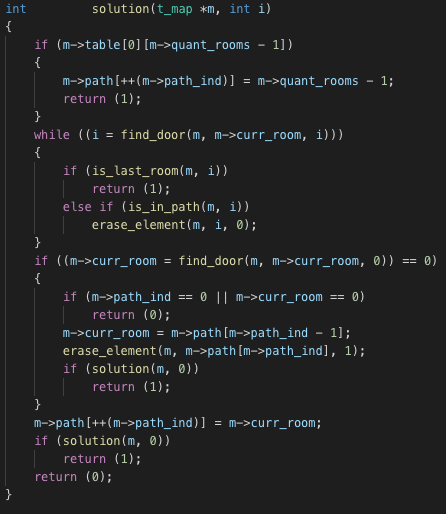 int         solution(t_map *m, int i)
{
    if (m->table[0][m->quant_rooms - 1])
    {
        m->path[++(m->path_ind)] = m->quant_rooms - 1;
        return (1);
    }
    while ((i = find_door(m, m->curr_room, i)))
    {
        if (is_last_room(m, i))
            return (1);
        else if (is_in_path(m, i))
            erase_element(m, i, 0);
    }
    if ((m->curr_room = find_door(m, m->curr_room, 0)) == 0)
    {
        if (m->path_ind == 0 || m->curr_room == 0)
            return (0);
        m->curr_room = m->path[m->path_ind - 1];
        erase_element(m, m->path[m->path_ind], 1);
        if (solution(m, 0))
            return (1);
    }
    m->path[++(m->path_ind)] = m->curr_room;
    if (solution(m, 0))
        return (1);
    return (0);
}